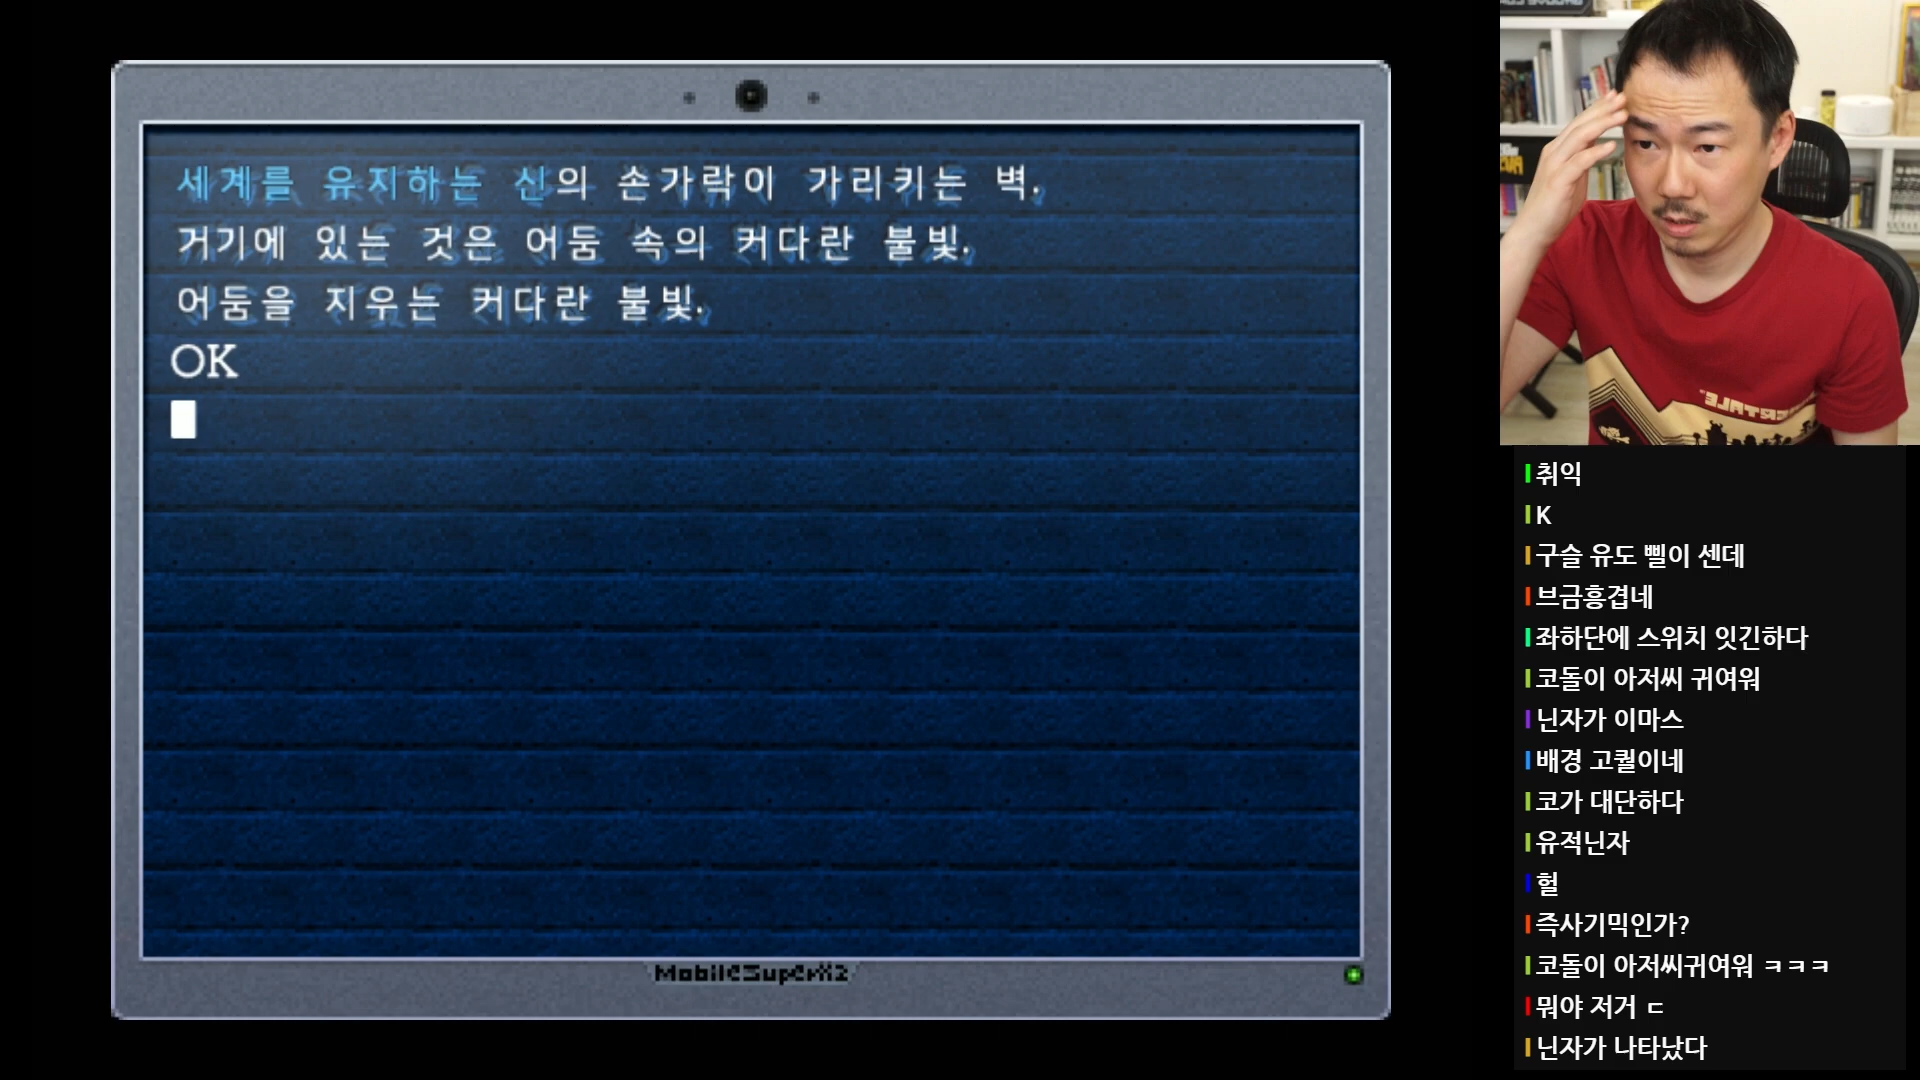 세계를 유지하는 신의 손가락이 가리키는 벽.
거기에 있는 것은 어둠 속의 커다란 불빛.
어둠을 지우는 커다란 불빛.
OK
MobileSuperX2
취익
K
구슬 유도 삘이 센데
브금흥겹네
좌하단에 스위치 잇긴하다
코돌이 아저씨 귀여워
닌자가 이마스
배경 고퀄이네
코가 대단하다
유적닌자
헐
즉사기믹인가?
코돌이 아저씨귀여워 ㅋㅋㅋ
뭐야 저거 ㄷ
닌자가 나타났다